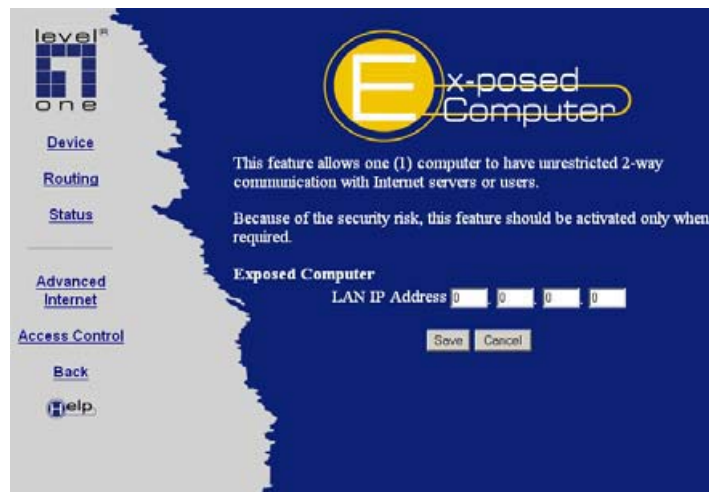 level®
one
Device
Routing
Status
Advanced
Internet
Access Control
Back
Help
Ex-posed
Computer
This feature allows one (1) computer to have unrestricted 2-way
communication with Internet servers or users.
Because of the security risk, this feature should be activated only when
required.
Exposed Computer
LAN IP Address 0 . 0 . 0 . 0
Save Cancel